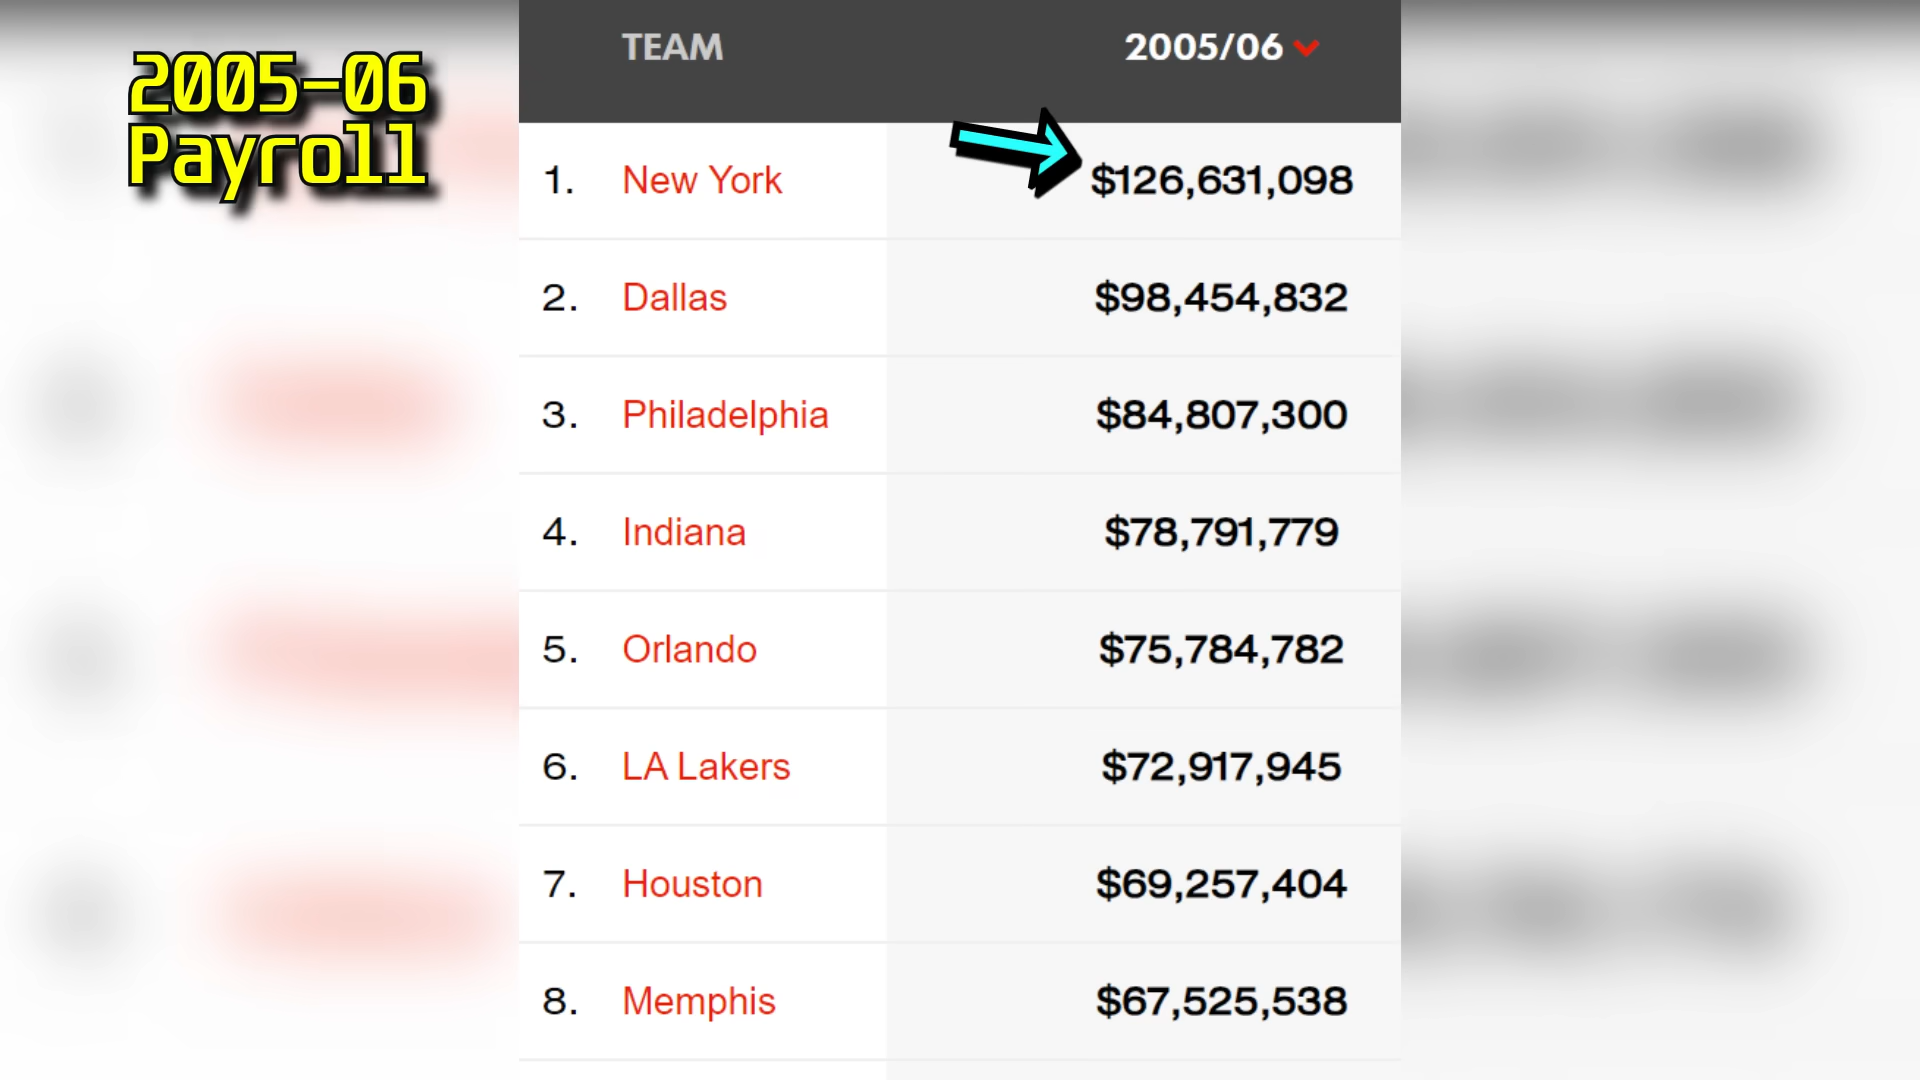 2005-06
Payroll
TEAM 2005/06
1. New York $126,631,098
2. Dallas $98,454,832
3. Philadelphia $84,807,300
4. Indiana $78,791,779
5. Orlando $75,784,782
6. LA Lakers $72,917,945
7. Houston $69,257,404
8. Memphis $67,525,538